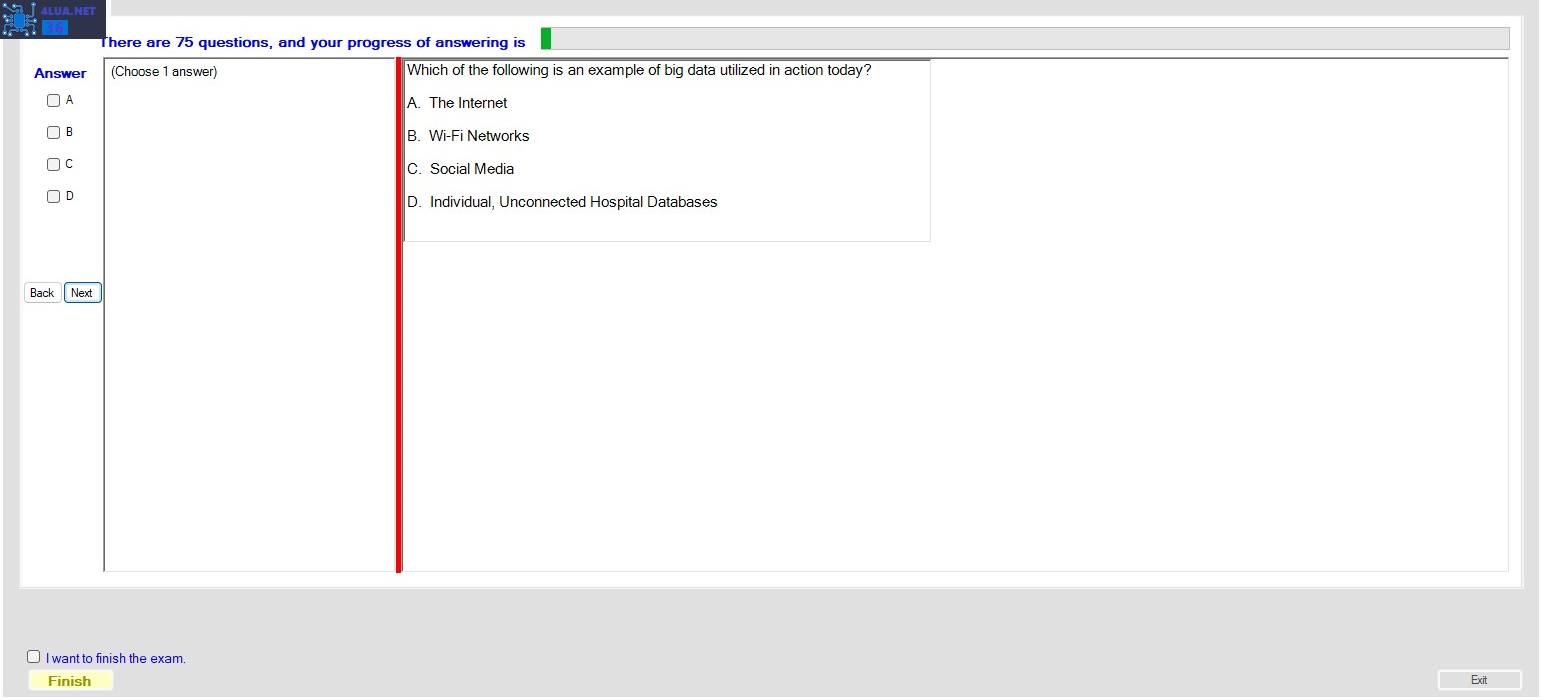 4LUA.NET
36
There are 75 questions, and your progress of answering is
Answer
(Choose 1 answer)
A
B
C
D
Back
Next
Which of the following is an example of big data utilized in action today?
A. The Internet
B. Wi-Fi Networks
C. Social Media
D. Individual, Unconnected Hospital Databases
I want to finish the exam.
Finish
Exit